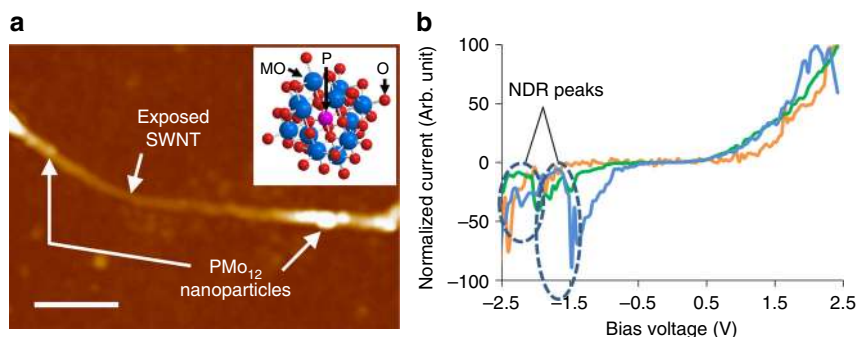 a
MO
P
O
Exposed
SWNT
PMo12
nanoparticles
b
Normalized current (Arb. unit)
100
50
0
−50
−100
NDR peaks
−2.5
−1.5
−0.5
0.5
1.5
2.5
Bias voltage (V)